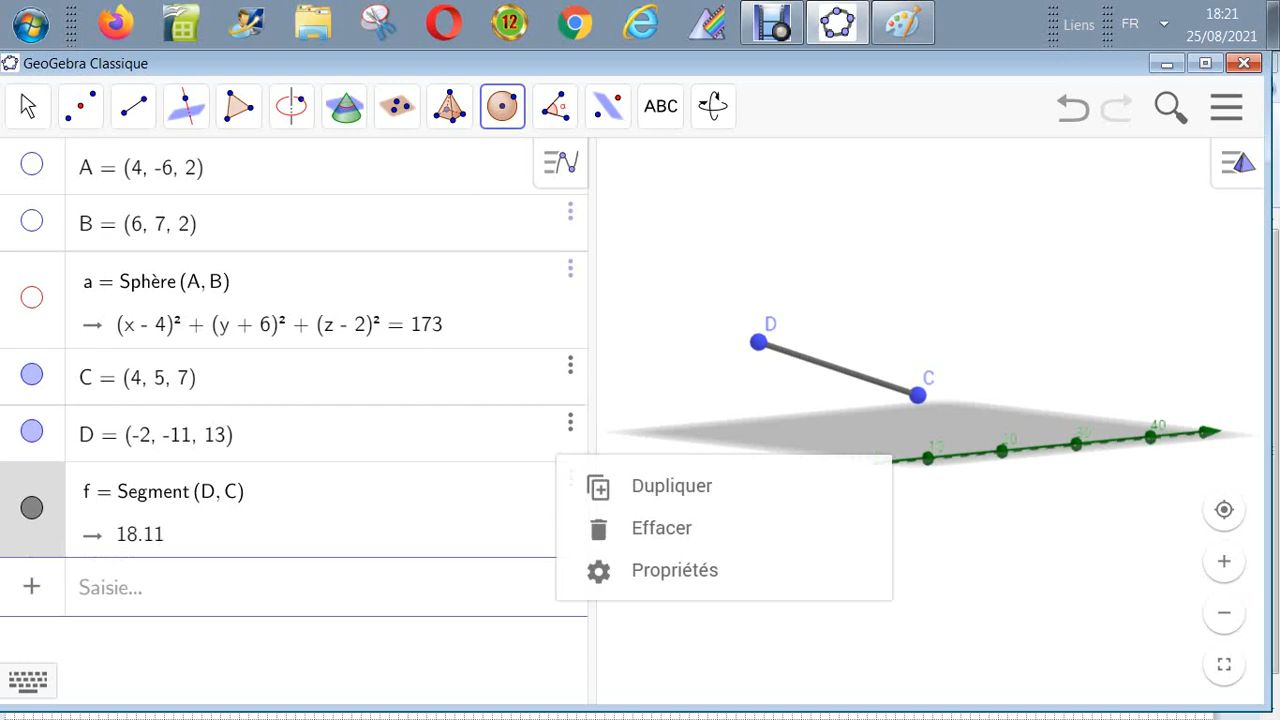 12
Liens
FR
18:21
25/08/2021
GeoGebra Classique
α
ABC
A = (4, -6, 2)
B = (6, 7, 2)
a = Sphère (A, B)
→ (x - 4)² + (y + 6)² + (z - 2)² = 173
C = (4, 5, 7)
D = (-2, -11, 13)
f = Segment (D, C)
→ 18.11
Saisie...
D
C
10
40
Dupliquer
Effacer
Propriétés